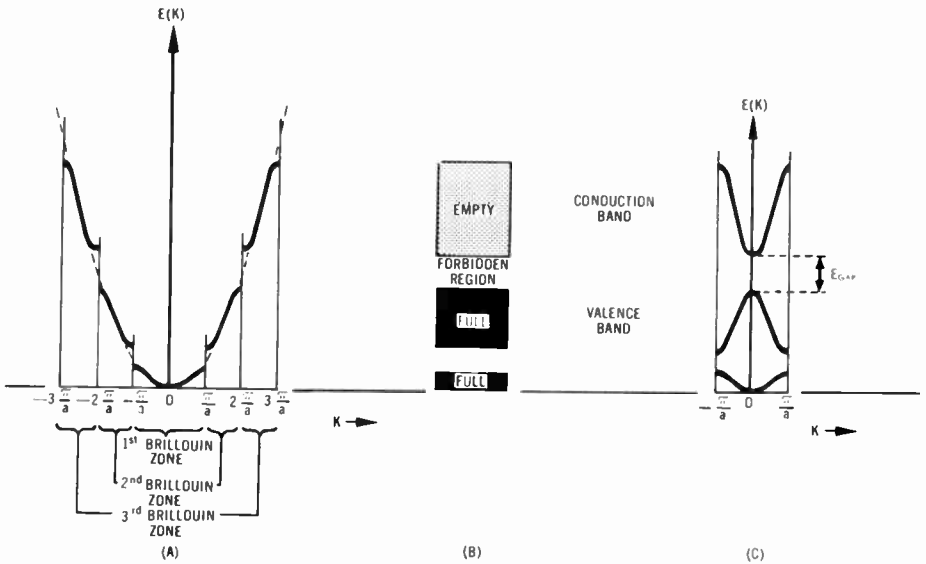 E(K)
-3 π/a -2 π/a - π/a 0 π/a 2 π/a 3 π/a
K
1st BRILLOUIN
ZONE
2nd BRILLOUIN
ZONE
3rd BRILLOUIN
ZONE
(A)
EMPTY
FORBIDDEN
REGION
FULL
FULL
(B)
CONDUCTION
BAND
VALENCE
BAND
E(K)
EGAP
- π/a 0 π/a
K
(C)